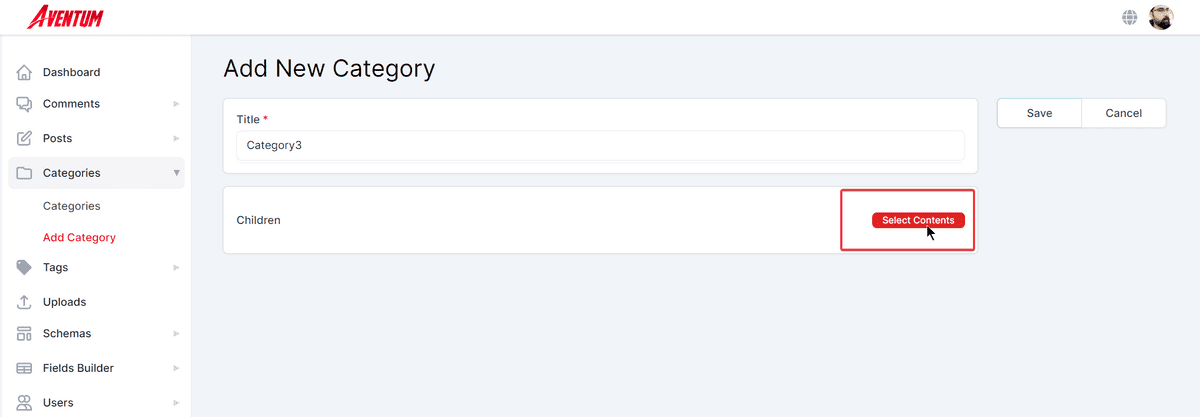 AVENTUM
Dashboard
Comments
Posts
Categories
Categories
Add Category
Tags
Uploads
Schemas
Fields Builder
Users
Add New Category
Title *
Category3
Children
Select Contents
Save
Cancel